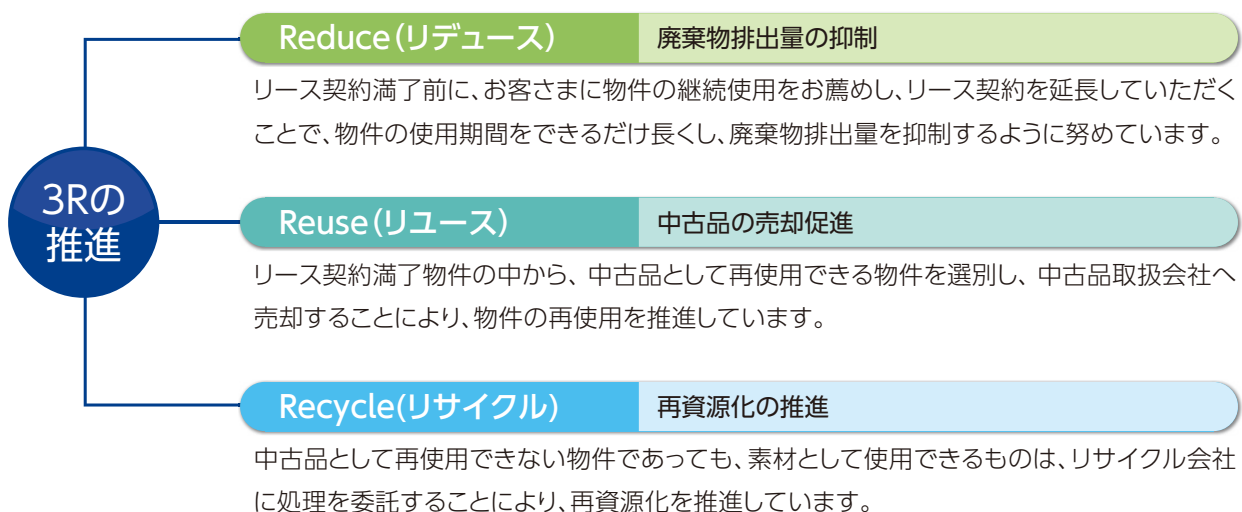 3Rの
推進
Reduce(リデュース)
廃棄物排出量の抑制
リース契約満了前に、お客さまに物件の継続使用をお薦めし、リース契約を延長していただく
ことで、物件の使用期間をできるだけ長くし、廃棄物排出量を抑制するように努めています。
Reuse(リユース)
中古品の売却促進
リース契約満了物件の中から、中古品として再使用できる物件を選別し、中古品取扱会社へ
売却することにより、物件の再使用を推進しています。
Recycle(リサイクル)
再資源化の推進
中古品として再使用できない物件であっても、素材として使用できるものは、リサイクル会社
に処理を委託することにより、再資源化を推進しています。